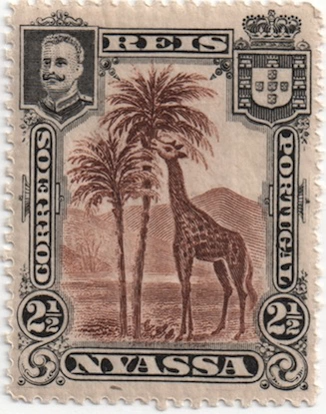 REIS
CORREIOS
PORTUGAL
2½ 2½
NYASSA